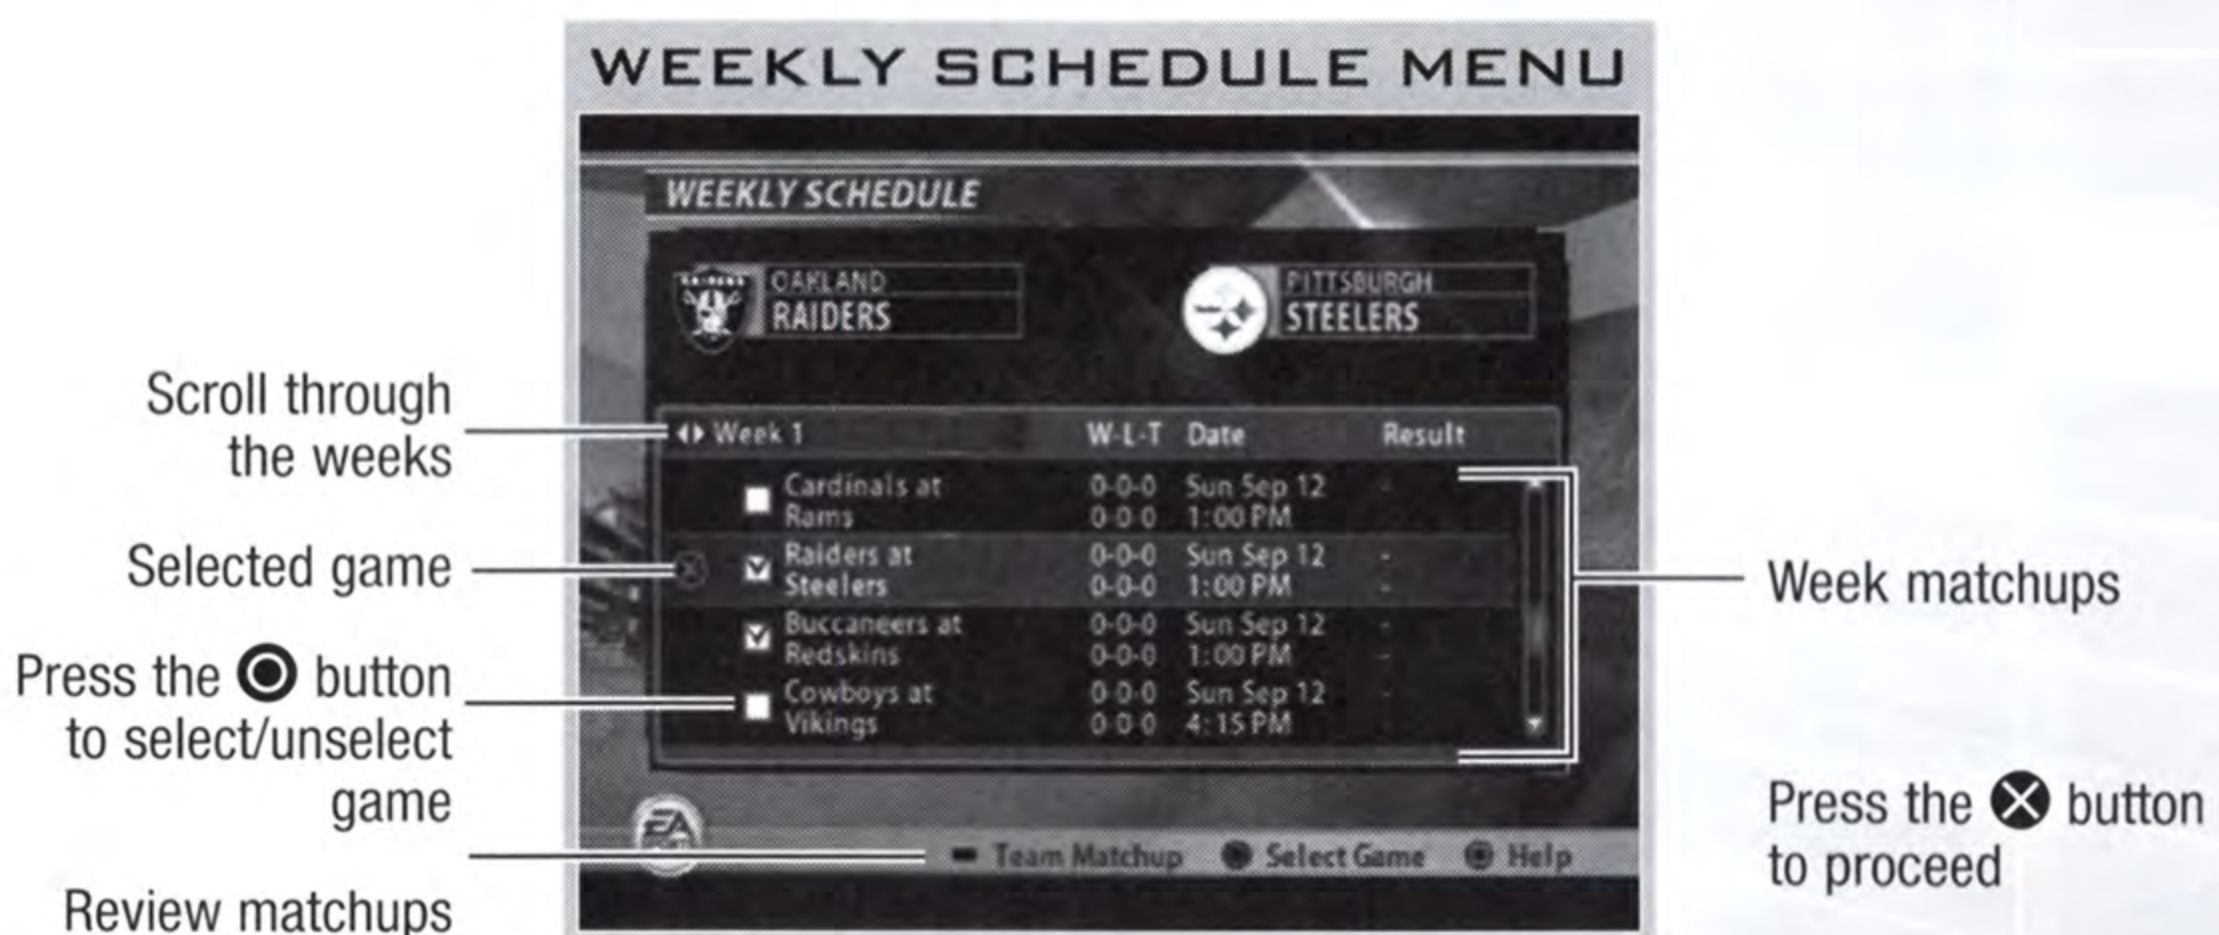 WEEKLY SCHEDULE MENU
WEEKLY SCHEDULE
OAKLAND
RAIDERS
PITTSBURGH
STEELERS
Scroll through
the weeks
Week 1 W-L-T Date Result
Cardinals at 0-0-0 Sun Sep 12 -
Rams 0-0-0 1:00 PM
Selected game
Raiders at 0-0-0 Sun Sep 12 -
Steelers 0-0-0 1:00 PM -
Week matchups
Buccaneers at 0-0-0 Sun Sep 12 -
Redskins 0-0-0 1:00 PM -
Press the button
to select/unselect
game
Cowboys at 0-0-0 Sun Sep 12 -
Vikings 0-0-0 4:15 PM
Press the button
to proceed
EA
SPORTS
Team Matchup Select Game Help
Review matchups